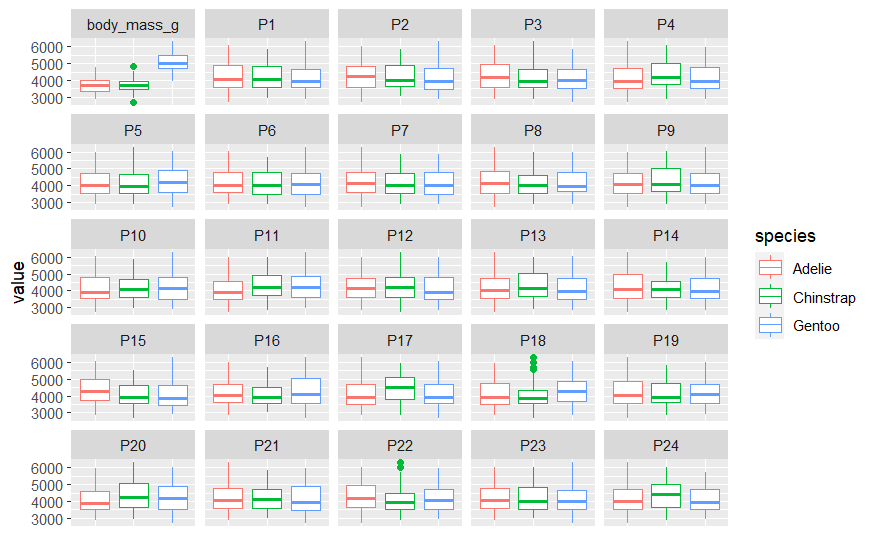 body_mass_g P1 P2 P3 P4
6000
5000
4000
3000
P5 P6 P7 P8 P9
6000
5000
4000
3000
P10 P11 P12 P13 P14
6000
5000
4000
3000
P15 P16 P17 P18 P19
6000
5000
4000
3000
P20 P21 P22 P23 P24
6000
5000
4000
3000
value
species
Adelie
Chinstrap
Gentoo